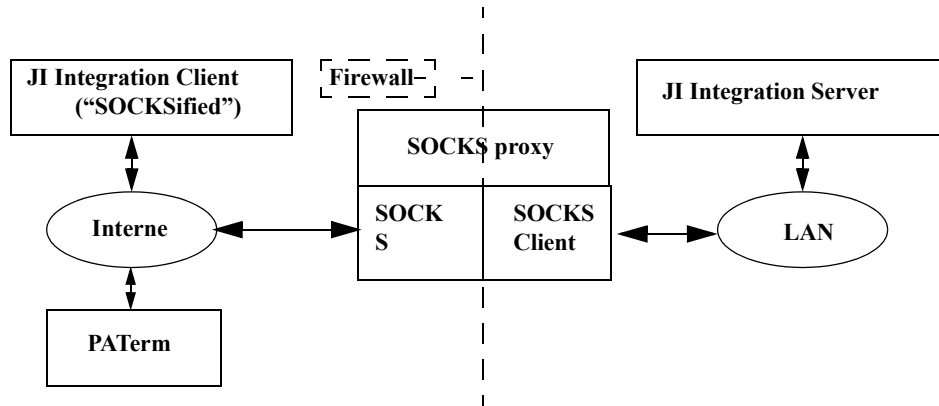 JI Integration Client
(“SOCKSified”)
Firewall
JI Integration Server
SOCKS proxy
Interne
SOCK
S
SOCKS
Client
LAN
PATerm